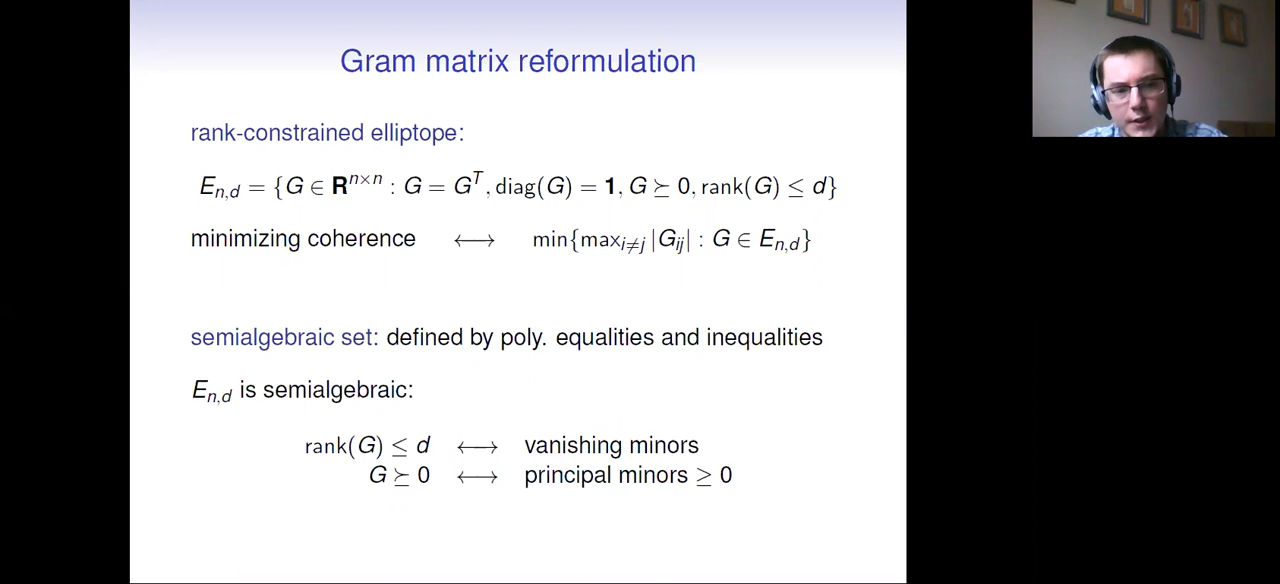 Gram matrix reformulation
rank-constrained elliptope:
E_{n,d} = {G ∈ R^{n×n} : G = G^T, diag(G) = 1, G ⪰ 0, rank(G) ≤ d}
minimizing coherence ⟷ min{max_{i≠j} |G_{ij}| : G ∈ E_{n,d}}
semialgebraic set: defined by poly. equalities and inequalities
E_{n,d} is semialgebraic:
rank(G) ≤ d ⟷ vanishing minors
G ⪰ 0 ⟷ principal minors ≥ 0